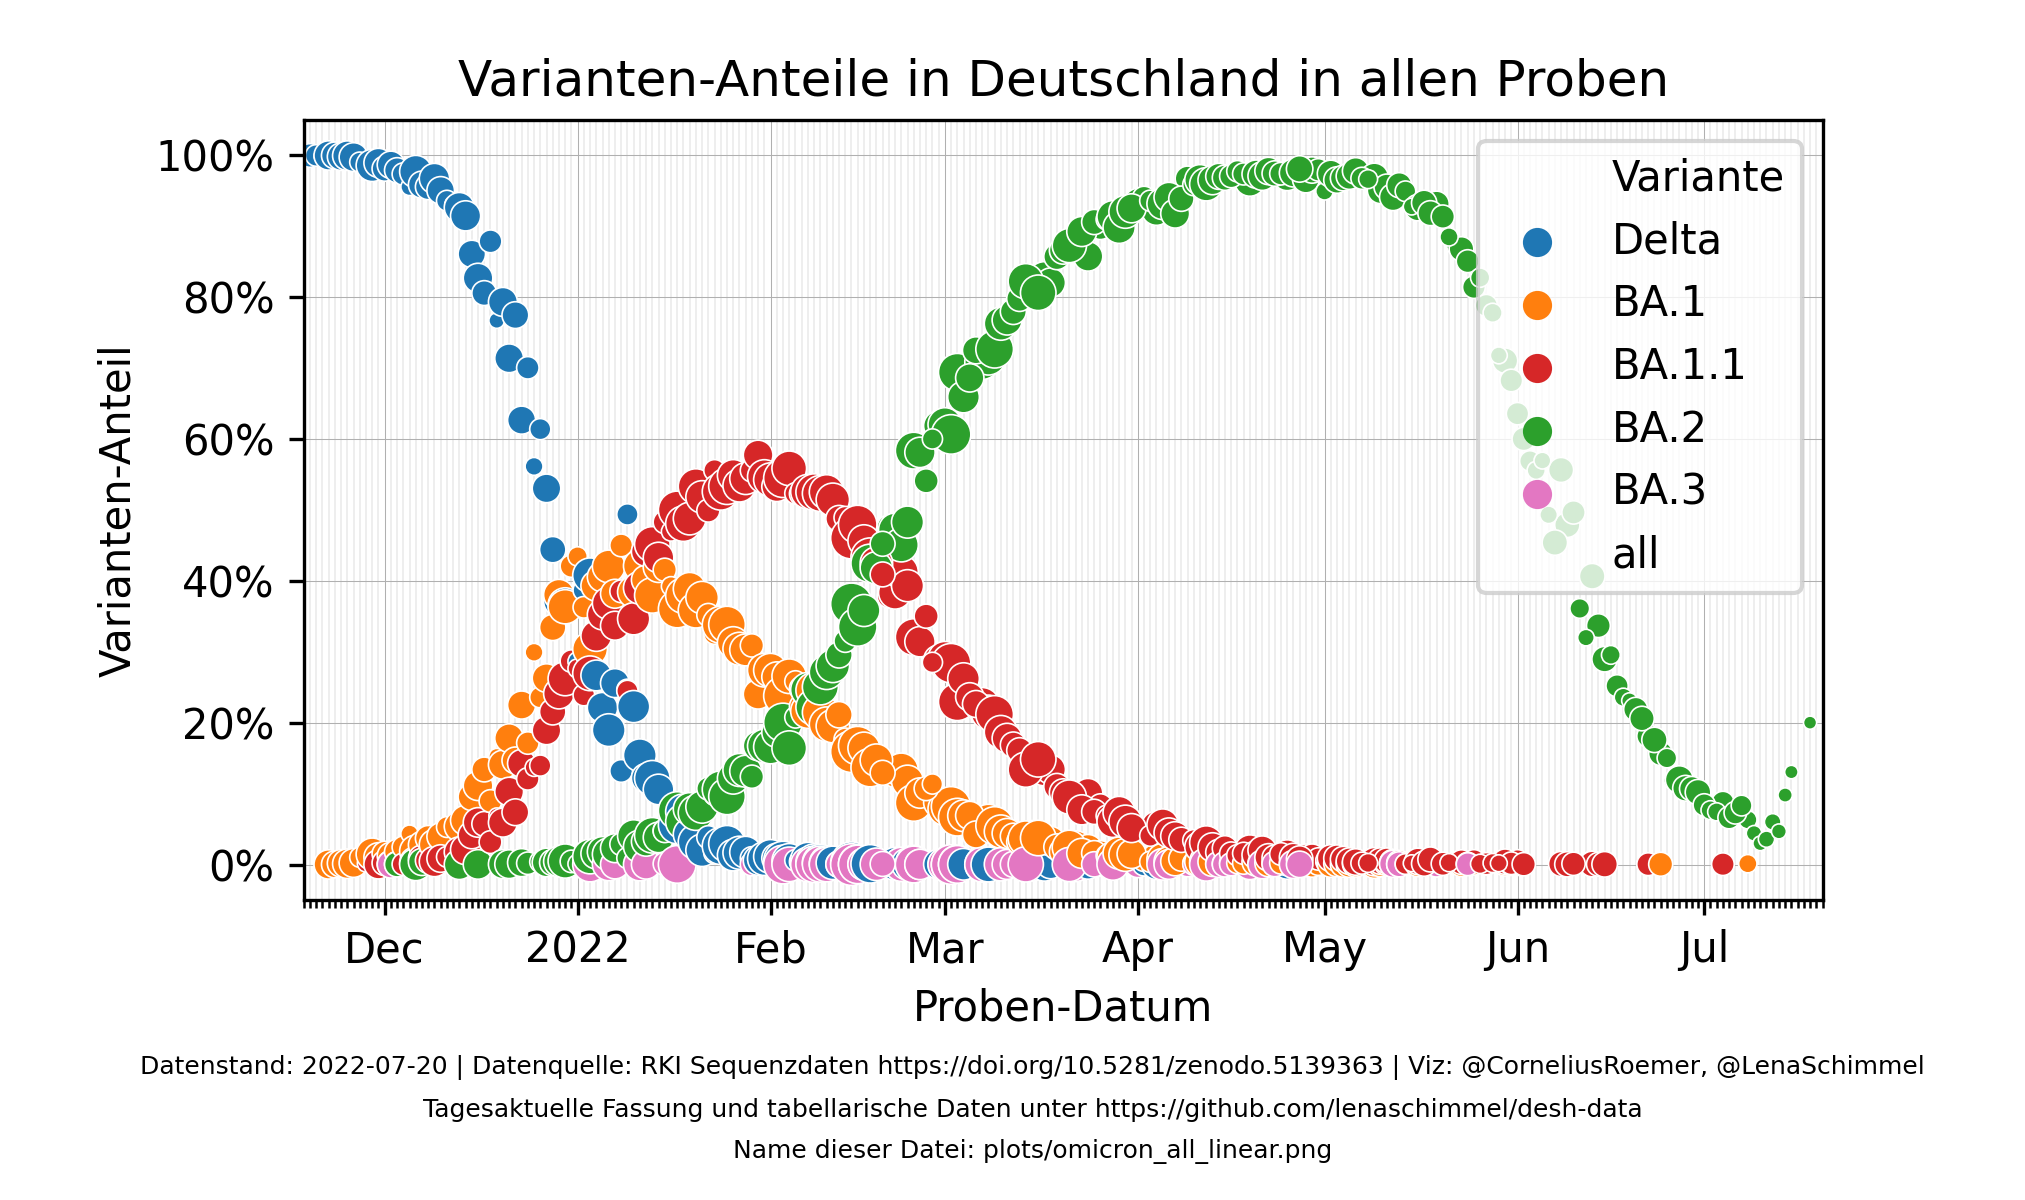 Varianten-Anteile in Deutschland in allen Proben
100%
80%
60%
40%
20%
0%
Varianten-Anteil
Variante
Delta
BA.1
BA.1.1
BA.2
BA.3
all
Dec 2022 Feb Mar Apr May Jun Jul
Proben-Datum
Datenstand: 2022-07-20 | Datenquelle: RKI Sequenzdaten https://doi.org/10.5281/zenodo.5139363 | Viz: @CorneliusRoemer, @LenaSchimmel
Tagesaktuelle Fassung und tabellarische Daten unter https://github.com/lenaschimmel/desh-data
Name dieser Datei: plots/omicron_all_linear.png